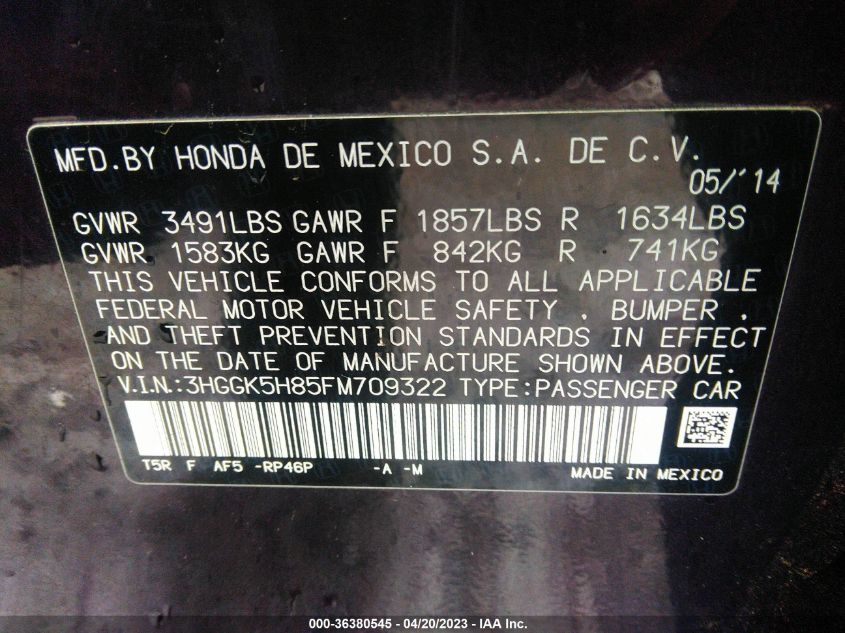 MFD.BY HONDA DE MEXICO S.A. DE C.V.
05/'14
GVWR 3491LBS GAWR F 1857LBS R 1634LBS
GVWR 1583KG GAWR F 842KG R 741KG
THIS VEHICLE CONFORMS TO ALL APPLICABLE
FEDERAL MOTOR VEHICLE SAFETY , BUMPER ,
AND THEFT PREVENTION STANDARDS IN EFFECT
ON THE DATE OF MANUFACTURE SHOWN ABOVE.
V.I.N.:3HGGK5H85FM709322 TYPE:PASSENGER CAR
T5R F AF5 -RP46P -A -M MADE IN MEXICO
000-36380545 - 04/20/2023 - IAA Inc.